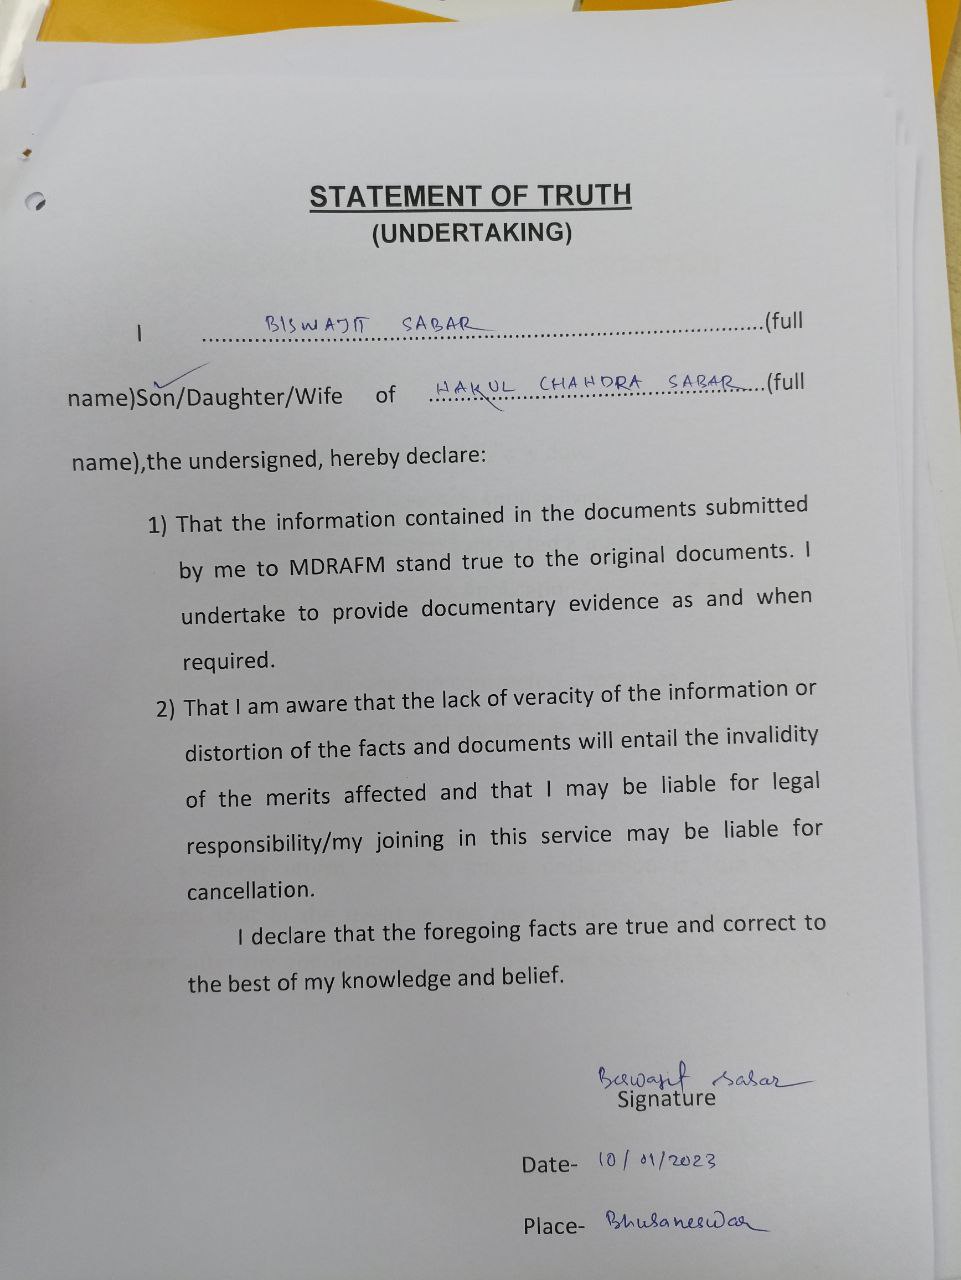 STATEMENT OF TRUTH
(UNDERTAKING)
I BISWAJIT SABAR ....(full
name)Son/Daughter/Wife of HAKUL CHANDRA SABAR....(full
name),the undersigned, hereby declare:
1) That the information contained in the documents submitted
by me to MDRAFM stand true to the original documents. I
undertake to provide documentary evidence as and when
required.
2) That I am aware that the lack of veracity of the information or
distortion of the facts and documents will entail the invalidity
of the merits affected and that I may be liable for legal
responsibility/my joining in this service may be liable for
cancellation.
I declare that the foregoing facts are true and correct to
the best of my knowledge and belief.
Biswajit Sabar
Signature
Date- 10/01/2023
Place- Bhubaneswar